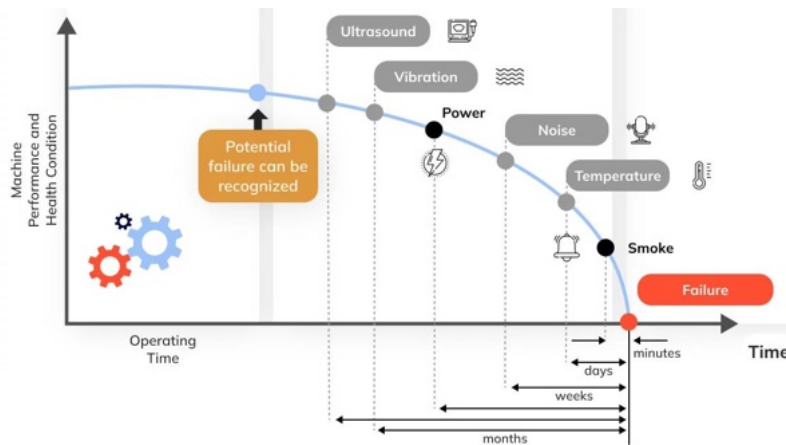 Ultrasound
Vibration
Power
Noise
Temperature
Smoke
Failure
Potential
failure can be
recognized
Machine
Performance and
Health Condition
Operating
Time
Time
minutes
days
weeks
months